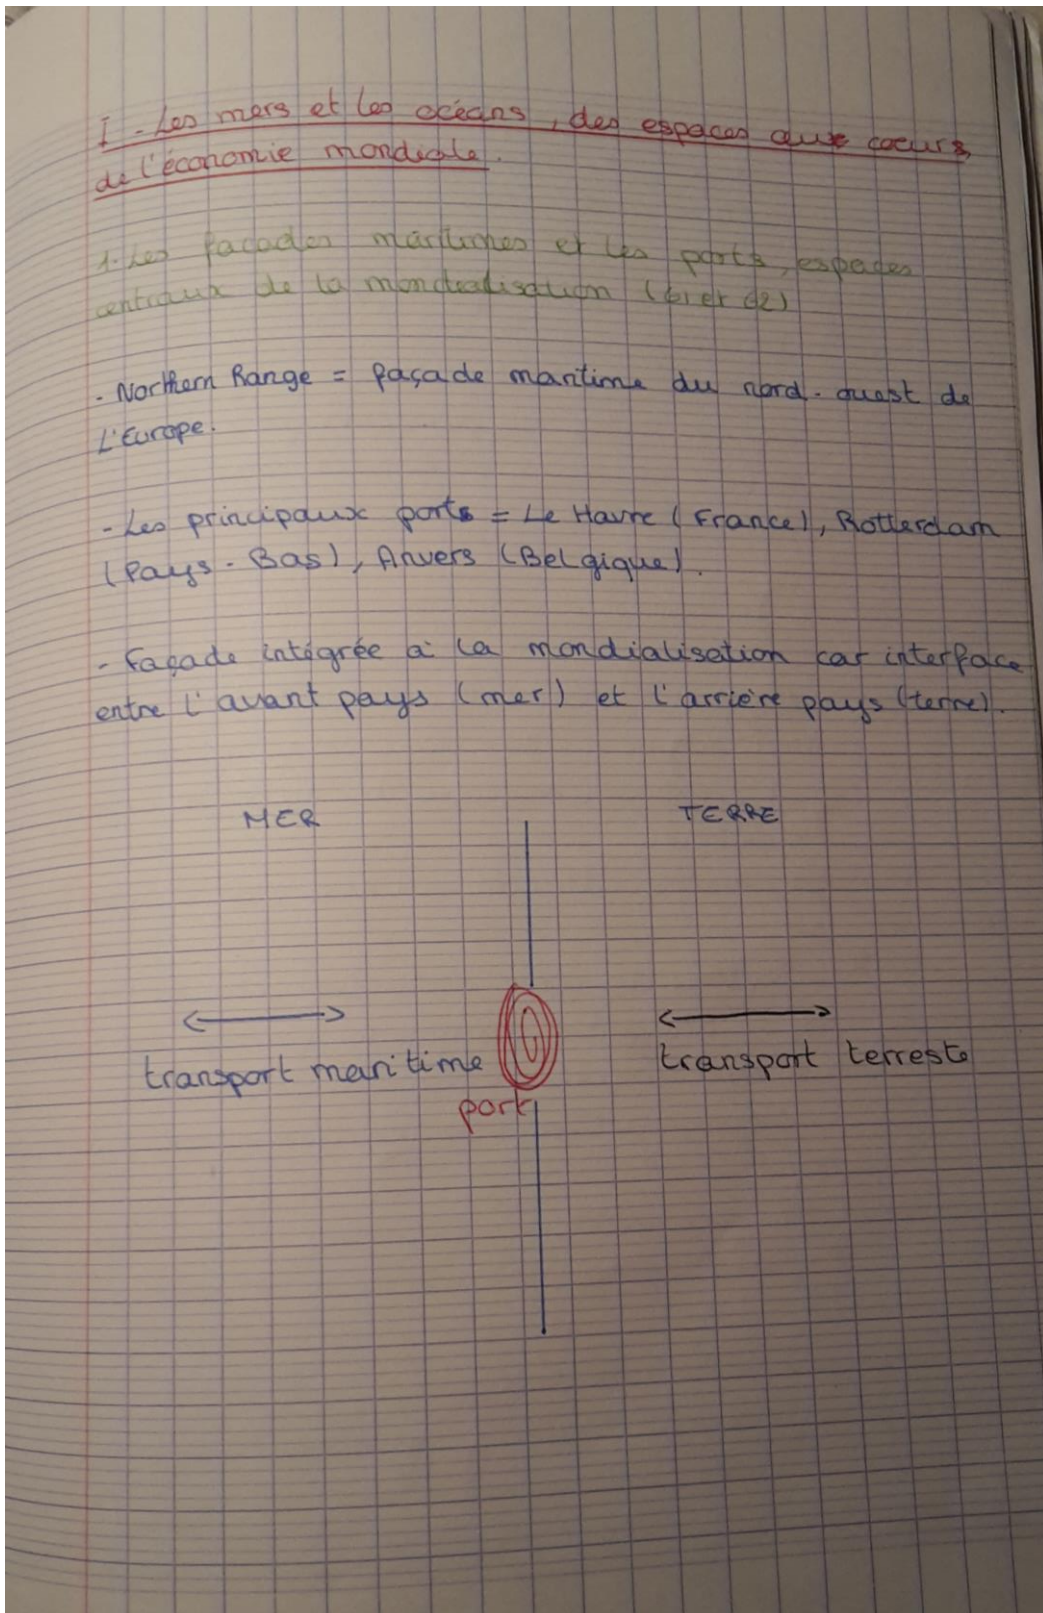 I - Les mers et les océans, des espaces aux coeurs
de l'économie mondiale.
1. Les façades maritimes et les ports, espaces
centraux de la mondialisation (et d2)
- Northern Range = façade maritime du nord-ouest de
L'Europe.
- Les principaux ports = Le Havre (France), Rotterdam
(Pays-Bas), Anvers (Belgique).
- Façade intégrée à la mondialisation car interface
entre l'avant pays (mer) et l'arrière pays (terre).
MER TERRE
transport maritime transport terreste
port